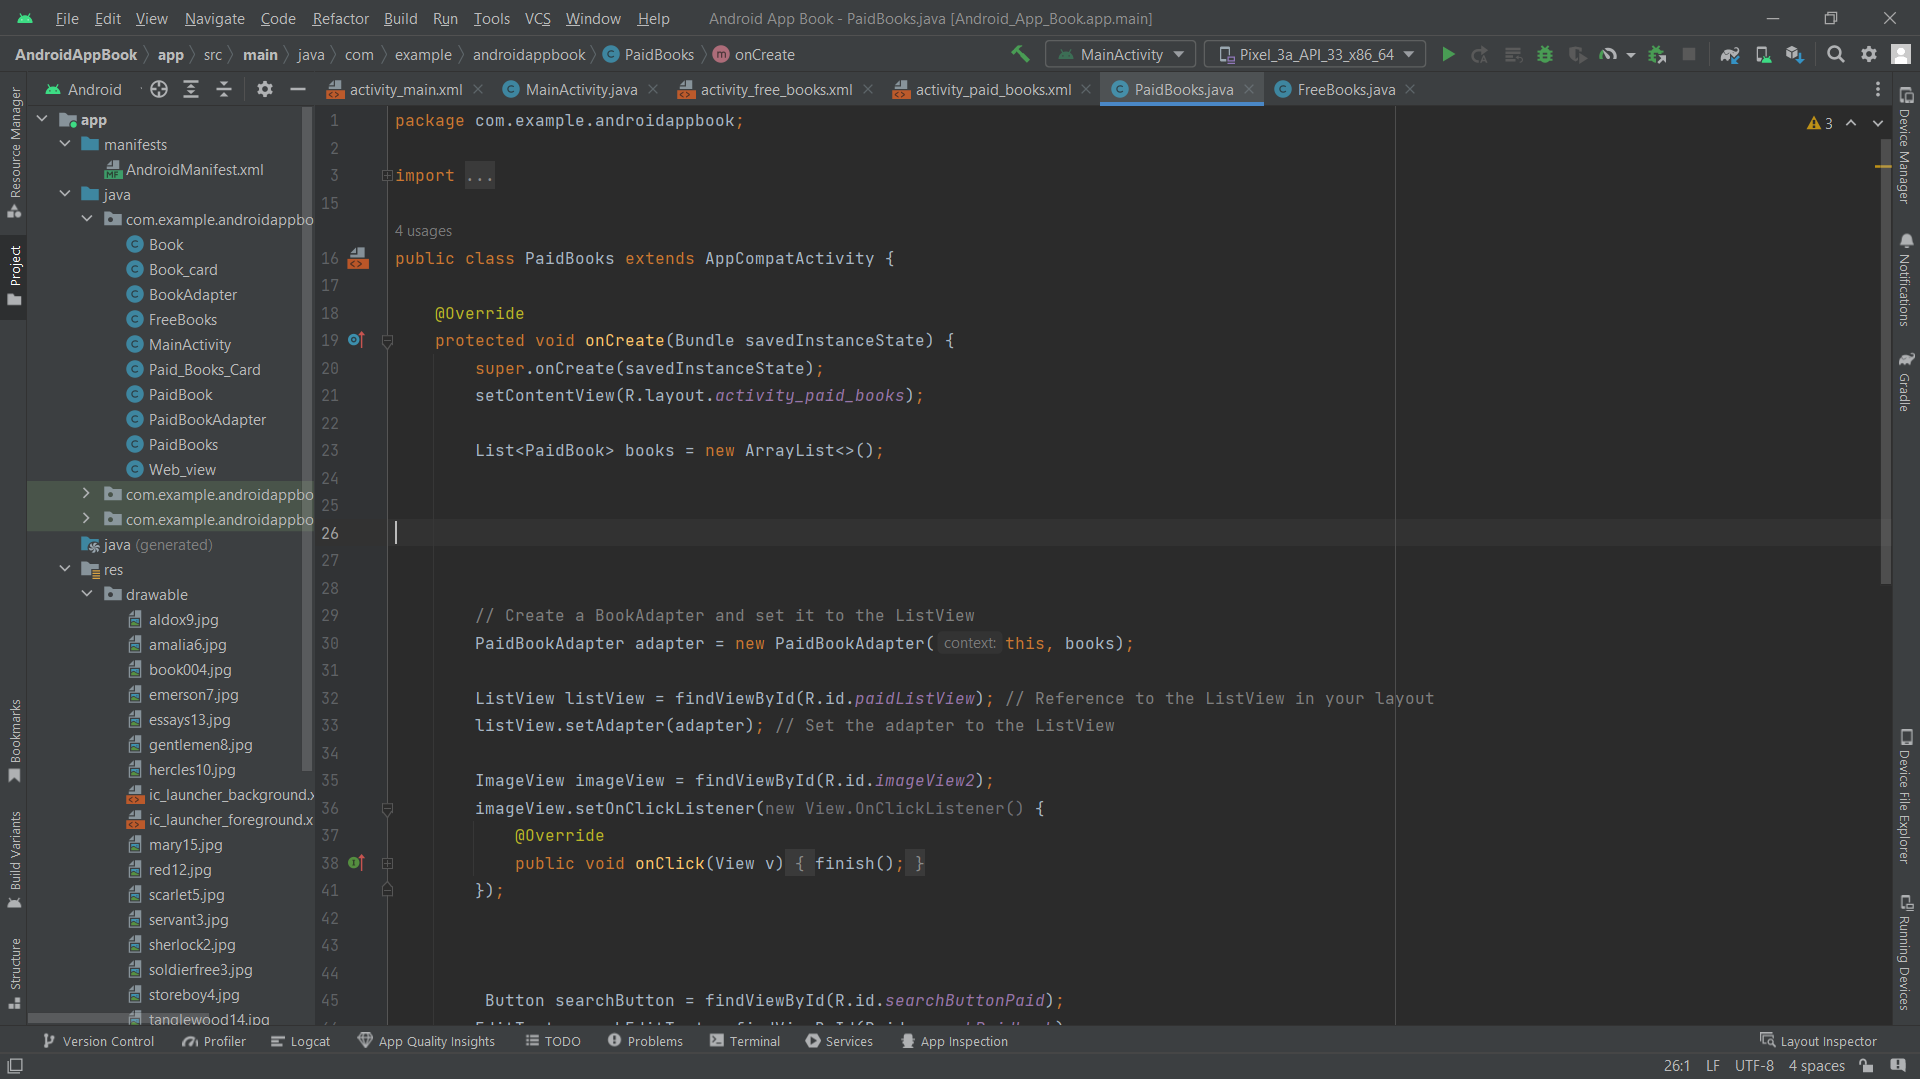 File Edit View Navigate Code Refactor Build Run Tools VCS Window Help Android App Book - PaidBooks.java [Android_App_Book.app.main]
AndroidAppBook app src main java com example androidappbook PaidBooks onCreate MainActivity Pixel_3a_API_33_x86_64
Android activity_main.xml MainActivity.java activity_free_books.xml activity_paid_books.xml PaidBooks.java FreeBooks.java
Resource Manager
Project
Bookmarks
Build Variants
Structure
app
manifests
AndroidManifest.xml
java
com.example.androidappbo
Book
Book_card
BookAdapter
FreeBooks
MainActivity
Paid_Books_Card
PaidBook
PaidBookAdapter
PaidBooks
Web_view
com.example.androidappbo
com.example.androidappbo
java (generated)
res
drawable
aldox9.jpg
amalia6.jpg
book004.jpg
emerson7.jpg
essays13.jpg
gentlemen8.jpg
hercles10.jpg
ic_launcher_background.x
ic_launcher_foreground.x
mary15.jpg
red12.jpg
scarlet5.jpg
servant3.jpg
sherlock2.jpg
soldierfree3.jpg
storeboy4.jpg
tanglewood14.jpg
1 package com.example.androidappbook;
2
3 import ...
15
4 usages
16 public class PaidBooks extends AppCompatActivity {
17
18 @Override
19 protected void onCreate(Bundle savedInstanceState) {
20 super.onCreate(savedInstanceState);
21 setContentView(R.layout.activity_paid_books);
22
23 List<PaidBook> books = new ArrayList<>();
24
25
26
27
28
29 // Create a BookAdapter and set it to the ListView
30 PaidBookAdapter adapter = new PaidBookAdapter( context: this, books);
31
32 ListView listView = findViewById(R.id.paidListView); // Reference to the ListView in your layout
33 listView.setAdapter(adapter); // Set the adapter to the ListView
34
35 ImageView imageView = findViewById(R.id.imageView2);
36 imageView.setOnClickListener(new View.OnClickListener() {
37 @Override
38 public void onClick(View v) { finish(); }
41 });
42
43
44
45 Button searchButton = findViewById(R.id.searchButtonPaid);
3
Device Manager
Notifications
Gradle
Device File Explorer
Running Devices
Version Control Profiler Logcat App Quality Insights TODO Problems Terminal Services App Inspection Layout Inspector
26:1 LF UTF-8 4 spaces